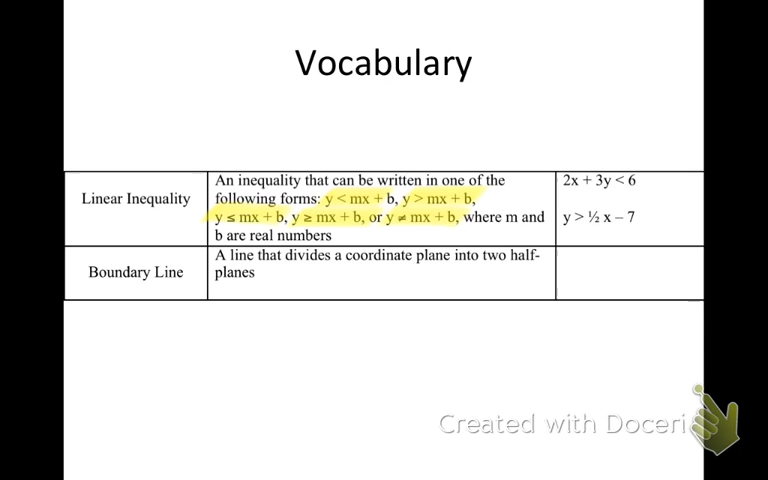 Vocabulary
Linear Inequality
An inequality that can be written in one of the
following forms: y < mx + b, y > mx + b,
y ≤ mx + b, y ≥ mx + b, or y ≠ mx + b, where m and
b are real numbers
2x + 3y < 6
y > ½ x – 7
Boundary Line
A line that divides a coordinate plane into two half-
planes
Created with Doceri